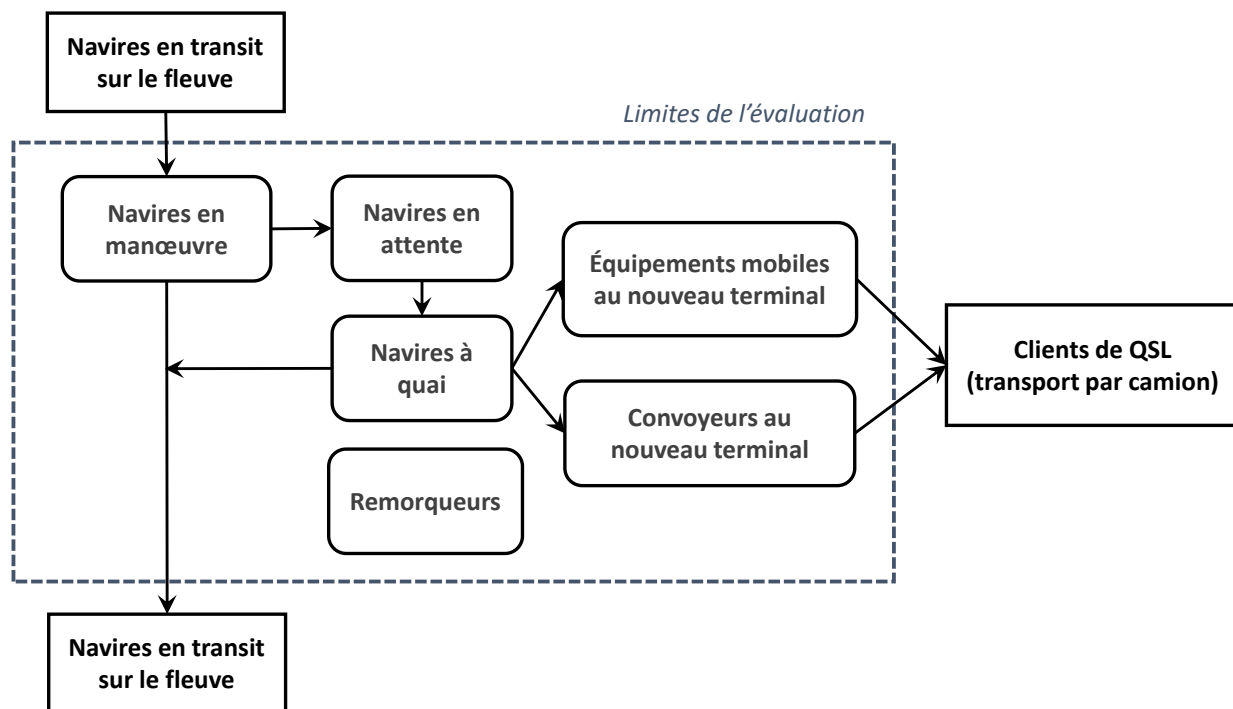 Navires en transit
sur le fleuve
Limites de l’évaluation
Navires en
manœuvre
Navires en
attente
Équipements mobiles
au nouveau terminal
Navires à
quai
Clients de QSL
(transport par camion)
Convoyeurs au
nouveau terminal
Remorqueurs
Navires en transit
sur le fleuve